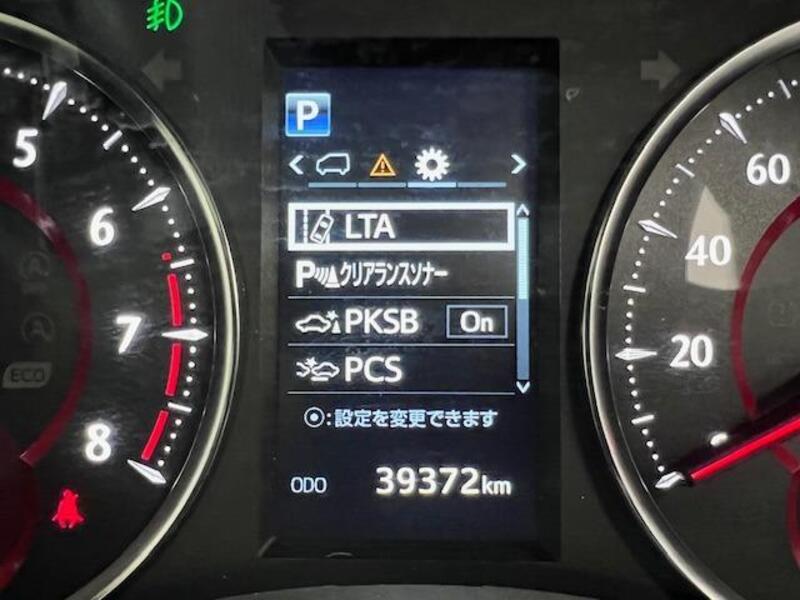 P
LTA
Pクリアランスソナー
PKSB On
PCS
⦿:設定を変更できます
ODO 39372km
5
6
7
8
ECO
60
40
20